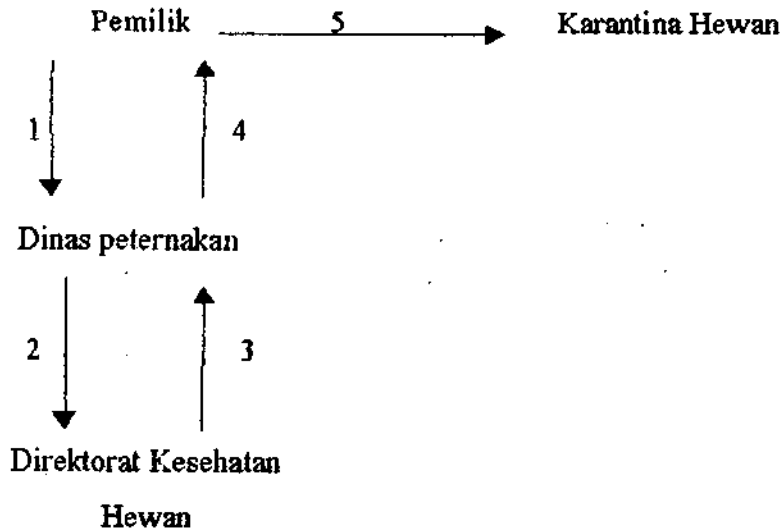 Pemilik 5 Karantina Hewan
1 4
Dinas peternakan
2 3
Direktorat Kesehatan
Hewan